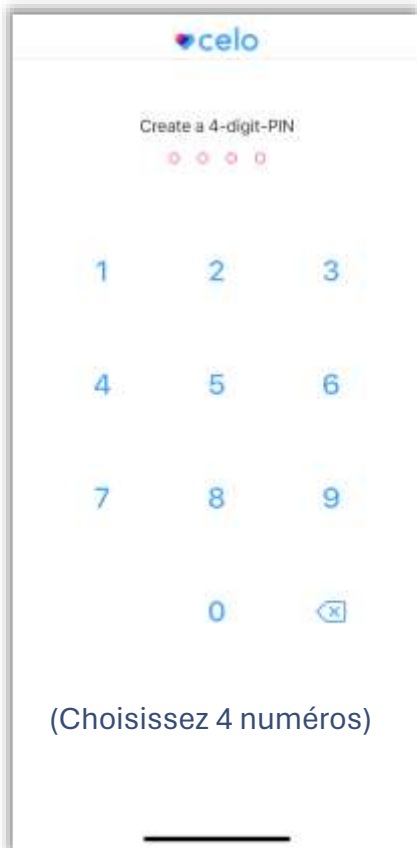 celo
Create a 4-digit-PIN
1 2 3
4 5 6
7 8 9
0
(Choisissez 4 numéros)